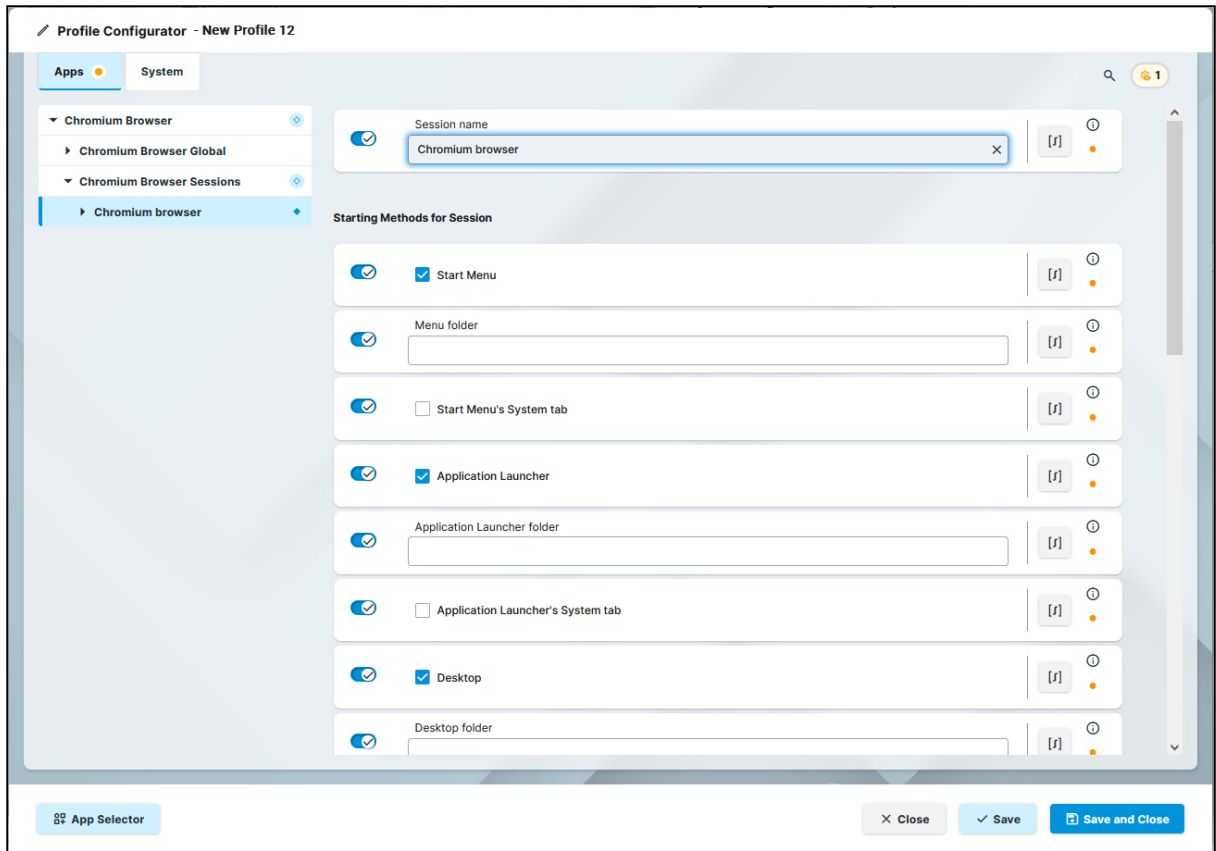 Profile Configurator - New Profile 12
Apps
System
1
Chromium Browser
Chromium Browser Global
Chromium Browser Sessions
Chromium browser
Session name
Chromium browser
[ʃ]
Starting Methods for Session
Start Menu
[ʃ]
Menu folder
[ʃ]
Start Menu's System tab
[ʃ]
Application Launcher
[ʃ]
Application Launcher folder
[ʃ]
Application Launcher's System tab
[ʃ]
Desktop
[ʃ]
Desktop folder
[ʃ]
App Selector
Close
Save
Save and Close